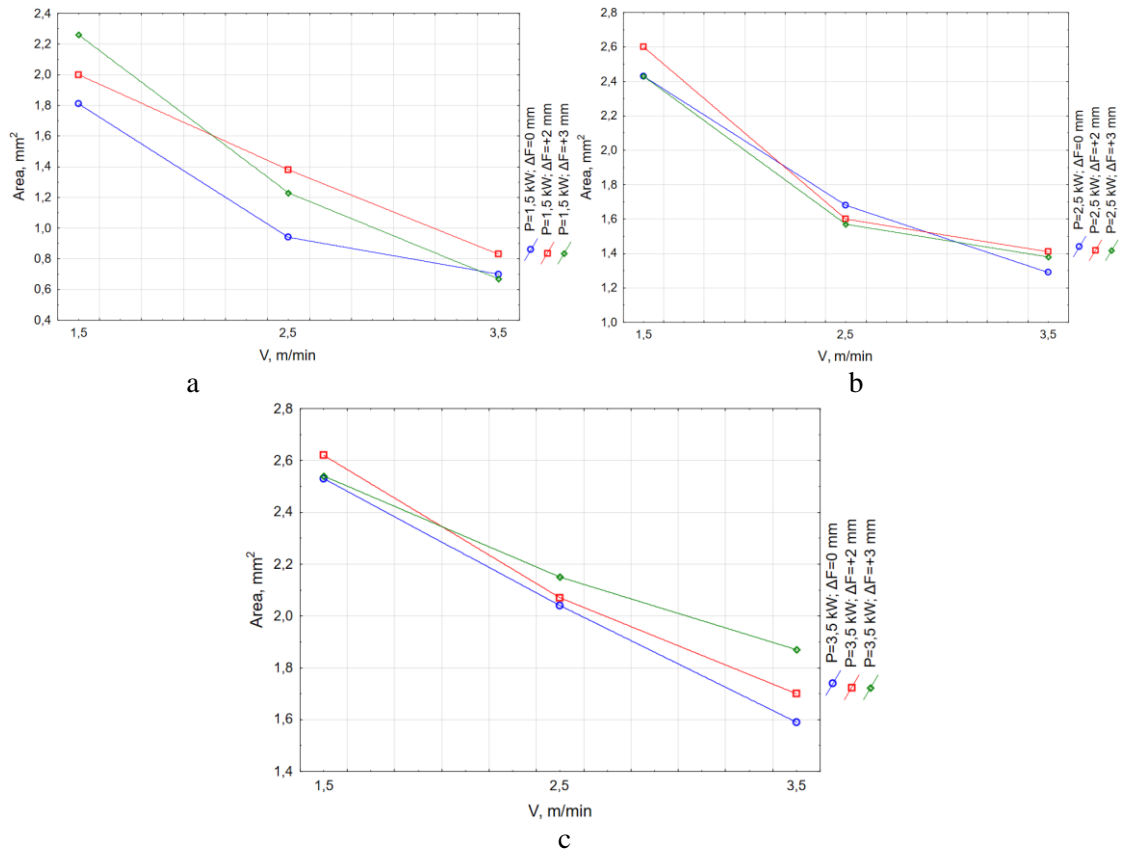 2,4
2,2
2,0
1,8
1,6
1,4
1,2
1,0
0,8
0,6
0,4
Area, mm²
1,5 2,5 3,5
V, m/min
P=1,5 kW; ΔF=0 mm
P=1,5 kW; ΔF=+2 mm
P=1,5 kW; ΔF=+3 mm
a
2,8
2,6
2,4
2,2
2,0
1,8
1,6
1,4
1,2
1,0
Area, mm²
1,5 2,5 3,5
V, m/min
P=2,5 kW; ΔF=0 mm
P=2,5 kW; ΔF=+2 mm
P=2,5 kW; ΔF=+3 mm
b
2,8
2,6
2,4
2,2
2,0
1,8
1,6
1,4
Area, mm²
1,5 2,5 3,5
V, m/min
P=3,5 kW; ΔF=0 mm
P=3,5 kW; ΔF=+2 mm
P=3,5 kW; ΔF=+3 mm
c